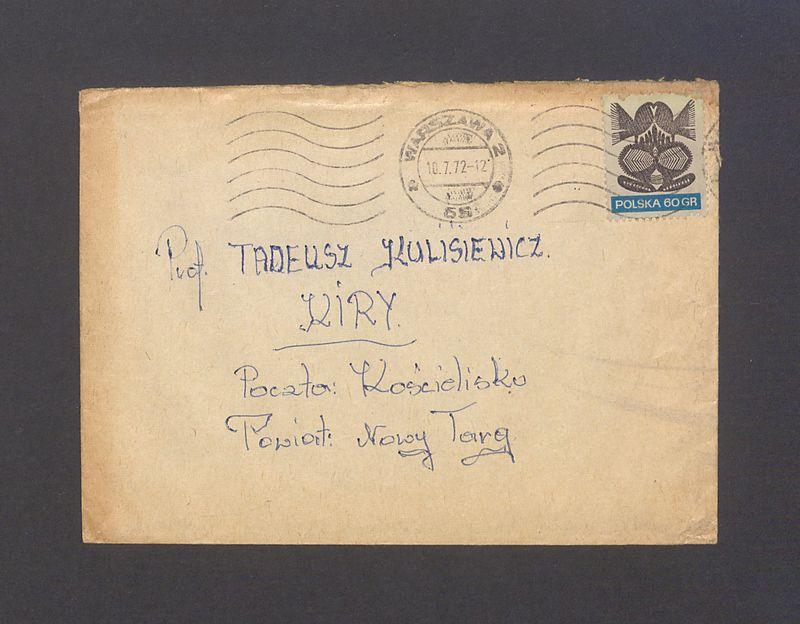 WARSZAWA 2
10.7.72-12
POLSKA 60 GR
Prof. TADEUSZ KULISIEWICZ.
KIRY.
Poczta: Kościelisko
Powiat: Nowy Targ